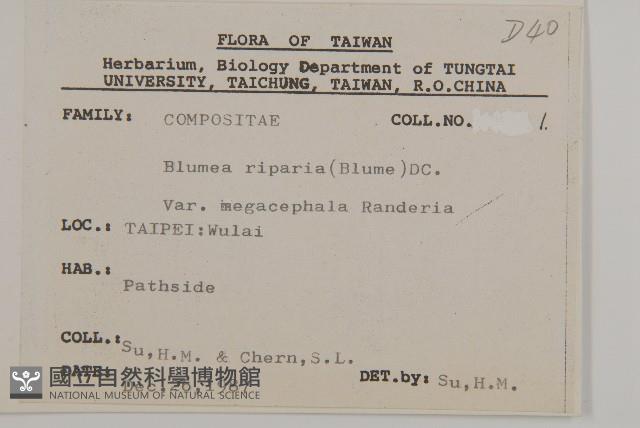 D40
FLORA OF TAIWAN
Herbarium, Biology Department of TUNGTAI
UNIVERSITY, TAICHUNG, TAIWAN, R.O.CHINA
FAMILY: COMPOSITAE COLL.NO. 1.
Blumea riparia(Blume)DC.
Var. megacephala Randeria
LOC.: TAIPEI:Wulai
HAB.:
Pathside
COLL.: Su,H.M. & Chern,S.L.
DATE:
DET.by: Su,H.M.
國立自然科學博物館
NATIONAL MUSEUM OF NATURAL SCIENCE